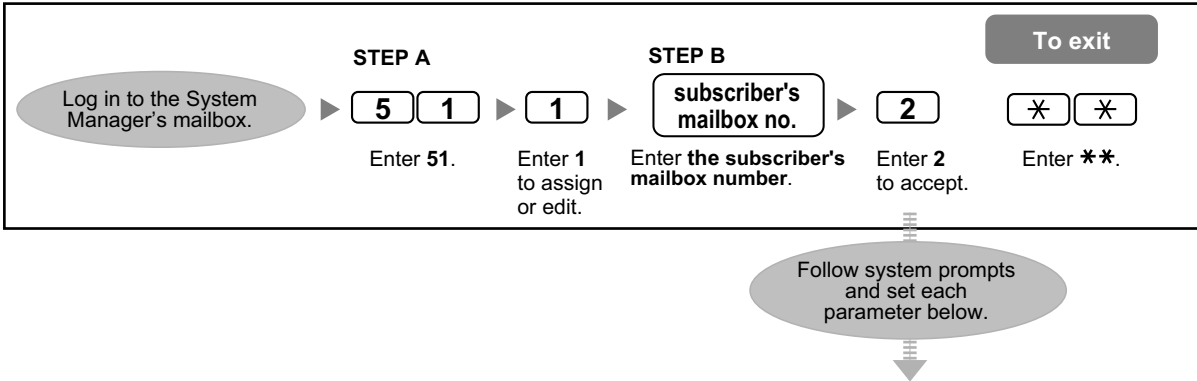 To exit
STEP A
STEP B
Log in to the System
Manager's mailbox.
5 1
1
subscriber's
mailbox no.
2
* *
Enter 51.
Enter 1
to assign
or edit.
Enter the subscriber's
mailbox number.
Enter 2
to accept.
Enter **.
Follow system prompts
and set each
parameter below.